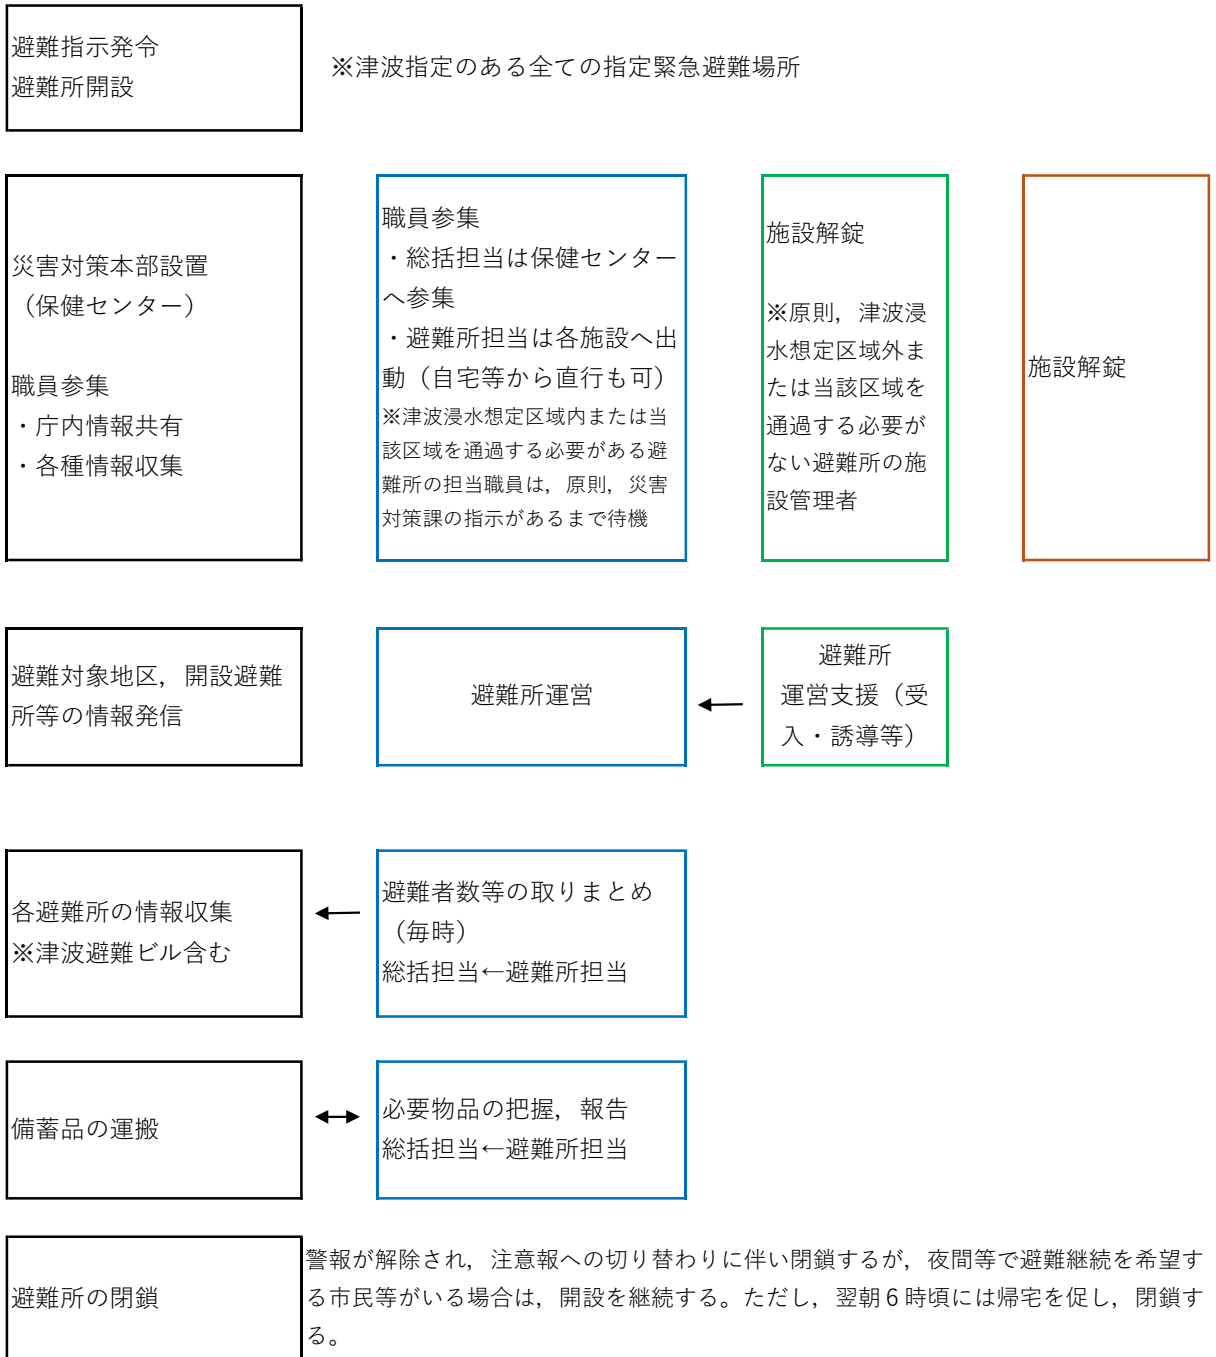 避難指示発令
避難所開設
※津波指定のある全ての指定緊急避難場所
災害対策本部設置
（保健センター）
職員参集
・庁内情報共有
・各種情報収集
職員参集
・総括担当は保健センター
へ参集
・避難所担当は各施設へ出
動（自宅等から直行も可）
※津波浸水想定区域内または当
該区域を通過する必要がある避
難所の担当職員は，原則，災害
対策課の指示があるまで待機
施設解錠
※原則，津波浸
水想定区域外ま
たは当該区域を
通過する必要が
ない避難所の施
設管理者
施設解錠
避難対象地区，開設避難
所等の情報発信
避難所運営
避難所
運営支援（受
入・誘導等）
各避難所の情報収集
※津波避難ビル含む
避難者数等の取りまとめ
（毎時）
総括担当←避難所担当
備蓄品の運搬
必要物品の把握，報告
総括担当←避難所担当
避難所の閉鎖
警報が解除され，注意報への切り替わりに伴い閉鎖するが，夜間等で避難継続を希望す
る市民等がいる場合は，開設を継続する。ただし，翌朝６時頃には帰宅を促し，閉鎖す
る。